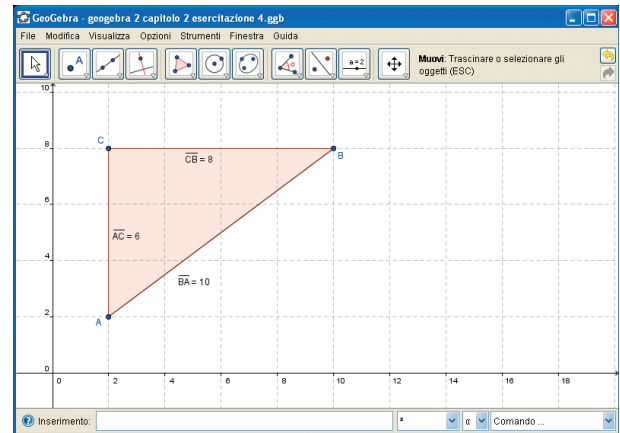 GeoGebra - geogebra 2 capitolo 2 esercitazione 4.ggb
File Modifica Visualizza Opzioni Strumenti Finestra Guida
A
α
a = 2
Muovi: Trascinare o selezionare gli
oggetti (ESC)
10
C
8
CB = 8
B
6
AC = 6
4
BA = 10
2
A
0
0 2 4 6 8 10 12 14 16 18
Inserimento: ² α Comando ...